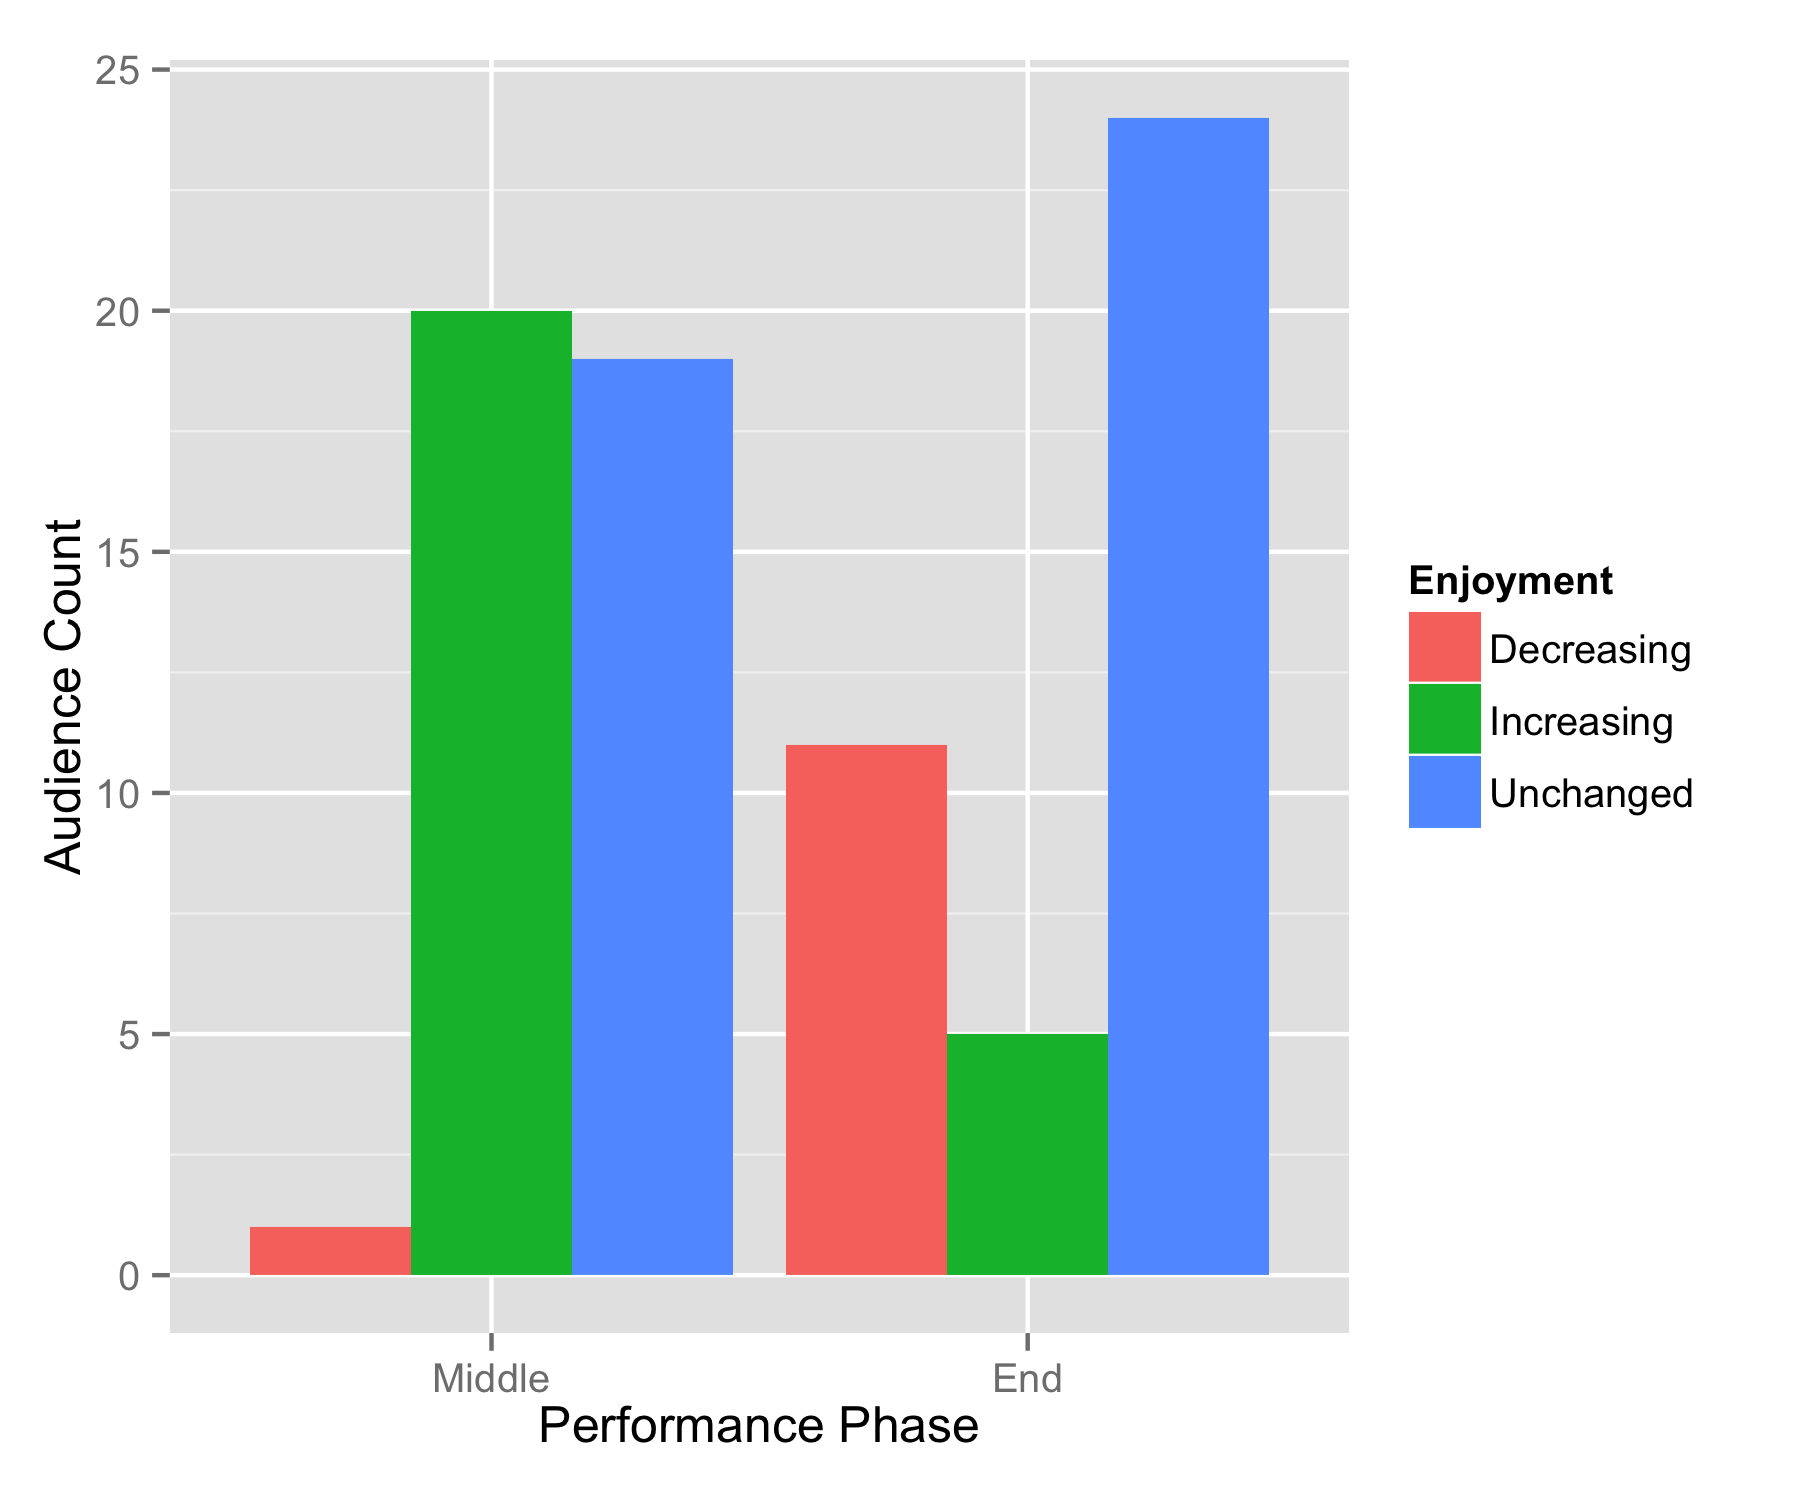 25
20
15
10
5
0
Audience Count
Middle
End
Performance Phase
Enjoyment
Decreasing
Increasing
Unchanged